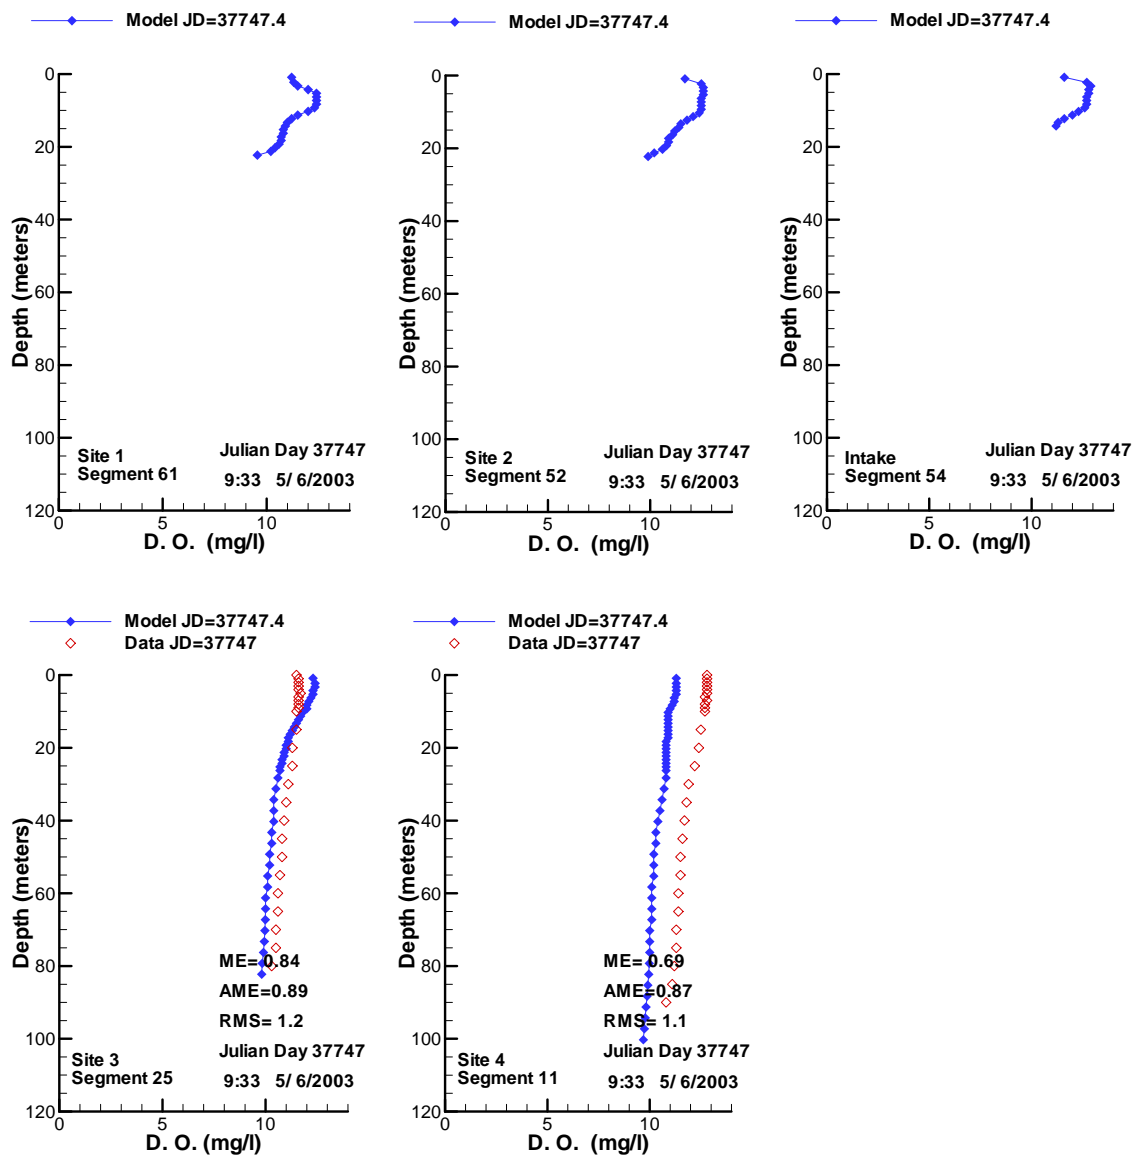 Model JD=37747.4
0
20
40
60
80
100
120
Depth (meters)
Site 1
Segment 61
Julian Day 37747
9:33 5/ 6/2003
0 5 10
D. O. (mg/l)
Model JD=37747.4
0
20
40
60
80
100
120
Depth (meters)
Site 2
Segment 52
Julian Day 37747
9:33 5/ 6/2003
0 5 10
D. O. (mg/l)
Model JD=37747.4
0
20
40
60
80
100
120
Depth (meters)
Intake
Segment 54
Julian Day 37747
9:33 5/ 6/2003
0 5 10
D. O. (mg/l)
Model JD=37747.4
Data JD=37747
0
20
40
60
80
100
120
Depth (meters)
ME= 0.84
AME=0.89
RMS= 1.2
Site 3
Segment 25
Julian Day 37747
9:33 5/ 6/2003
0 5 10
D. O. (mg/l)
Model JD=37747.4
Data JD=37747
0
20
40
60
80
100
120
Depth (meters)
ME= 0.69
AME=0.87
RMS= 1.1
Site 4
Segment 11
Julian Day 37747
9:33 5/ 6/2003
0 5 10
D. O. (mg/l)